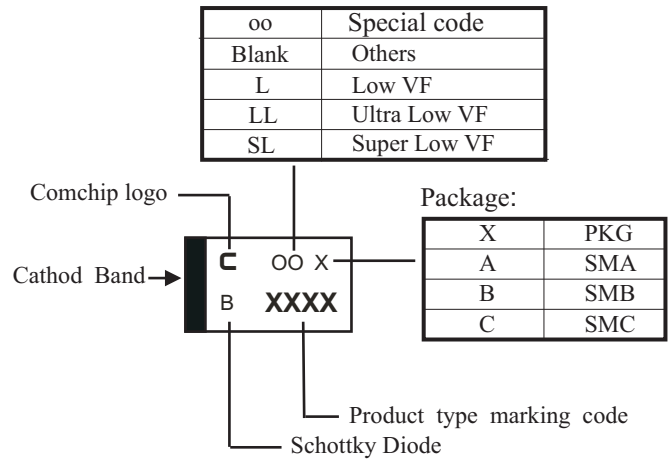 oo Special code
Blank Others
L Low VF
LL Ultra Low VF
SL Super Low VF
Comchip logo
Package:
X PKG
A SMA
B SMB
C SMC
Cathod Band
C OO X
B XXXX
Product type marking code
Schottky Diode